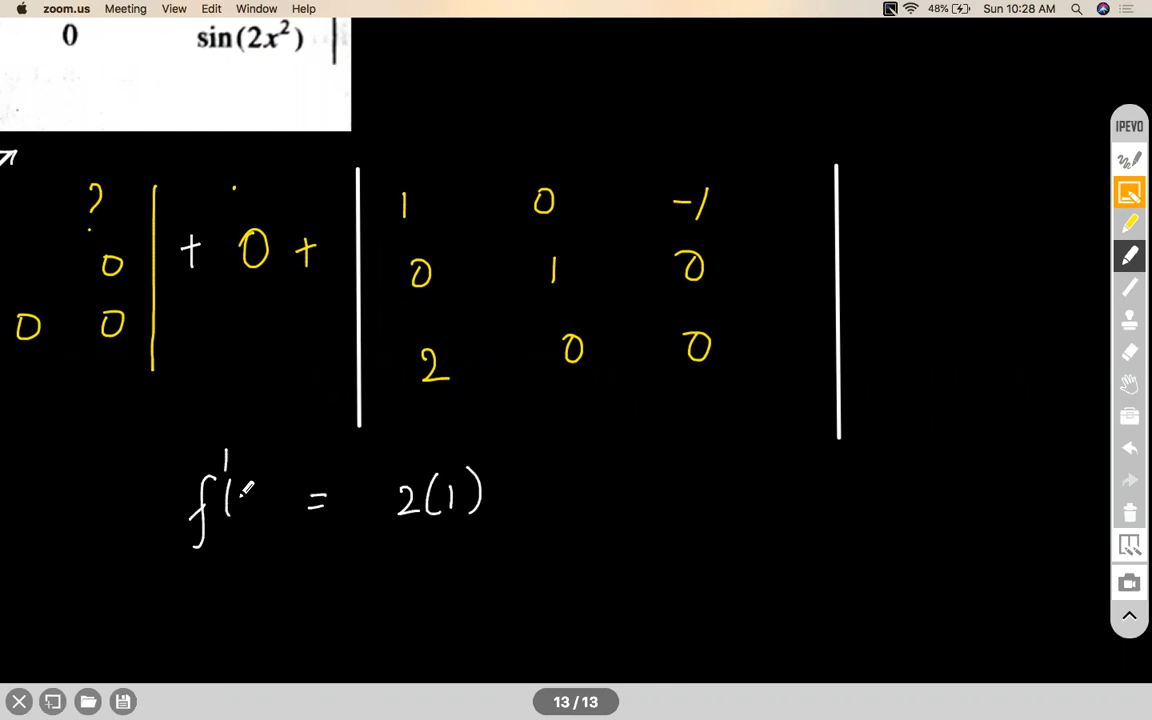 zoom.us Meeting View Edit Window Help 48% Sun 10:28 AM
0 sin(2x²)
IPEVO
? 1 0 -1
0 + 0 + 0 1 0
0 0 2 0 0
f'( = 2(1)
13/13